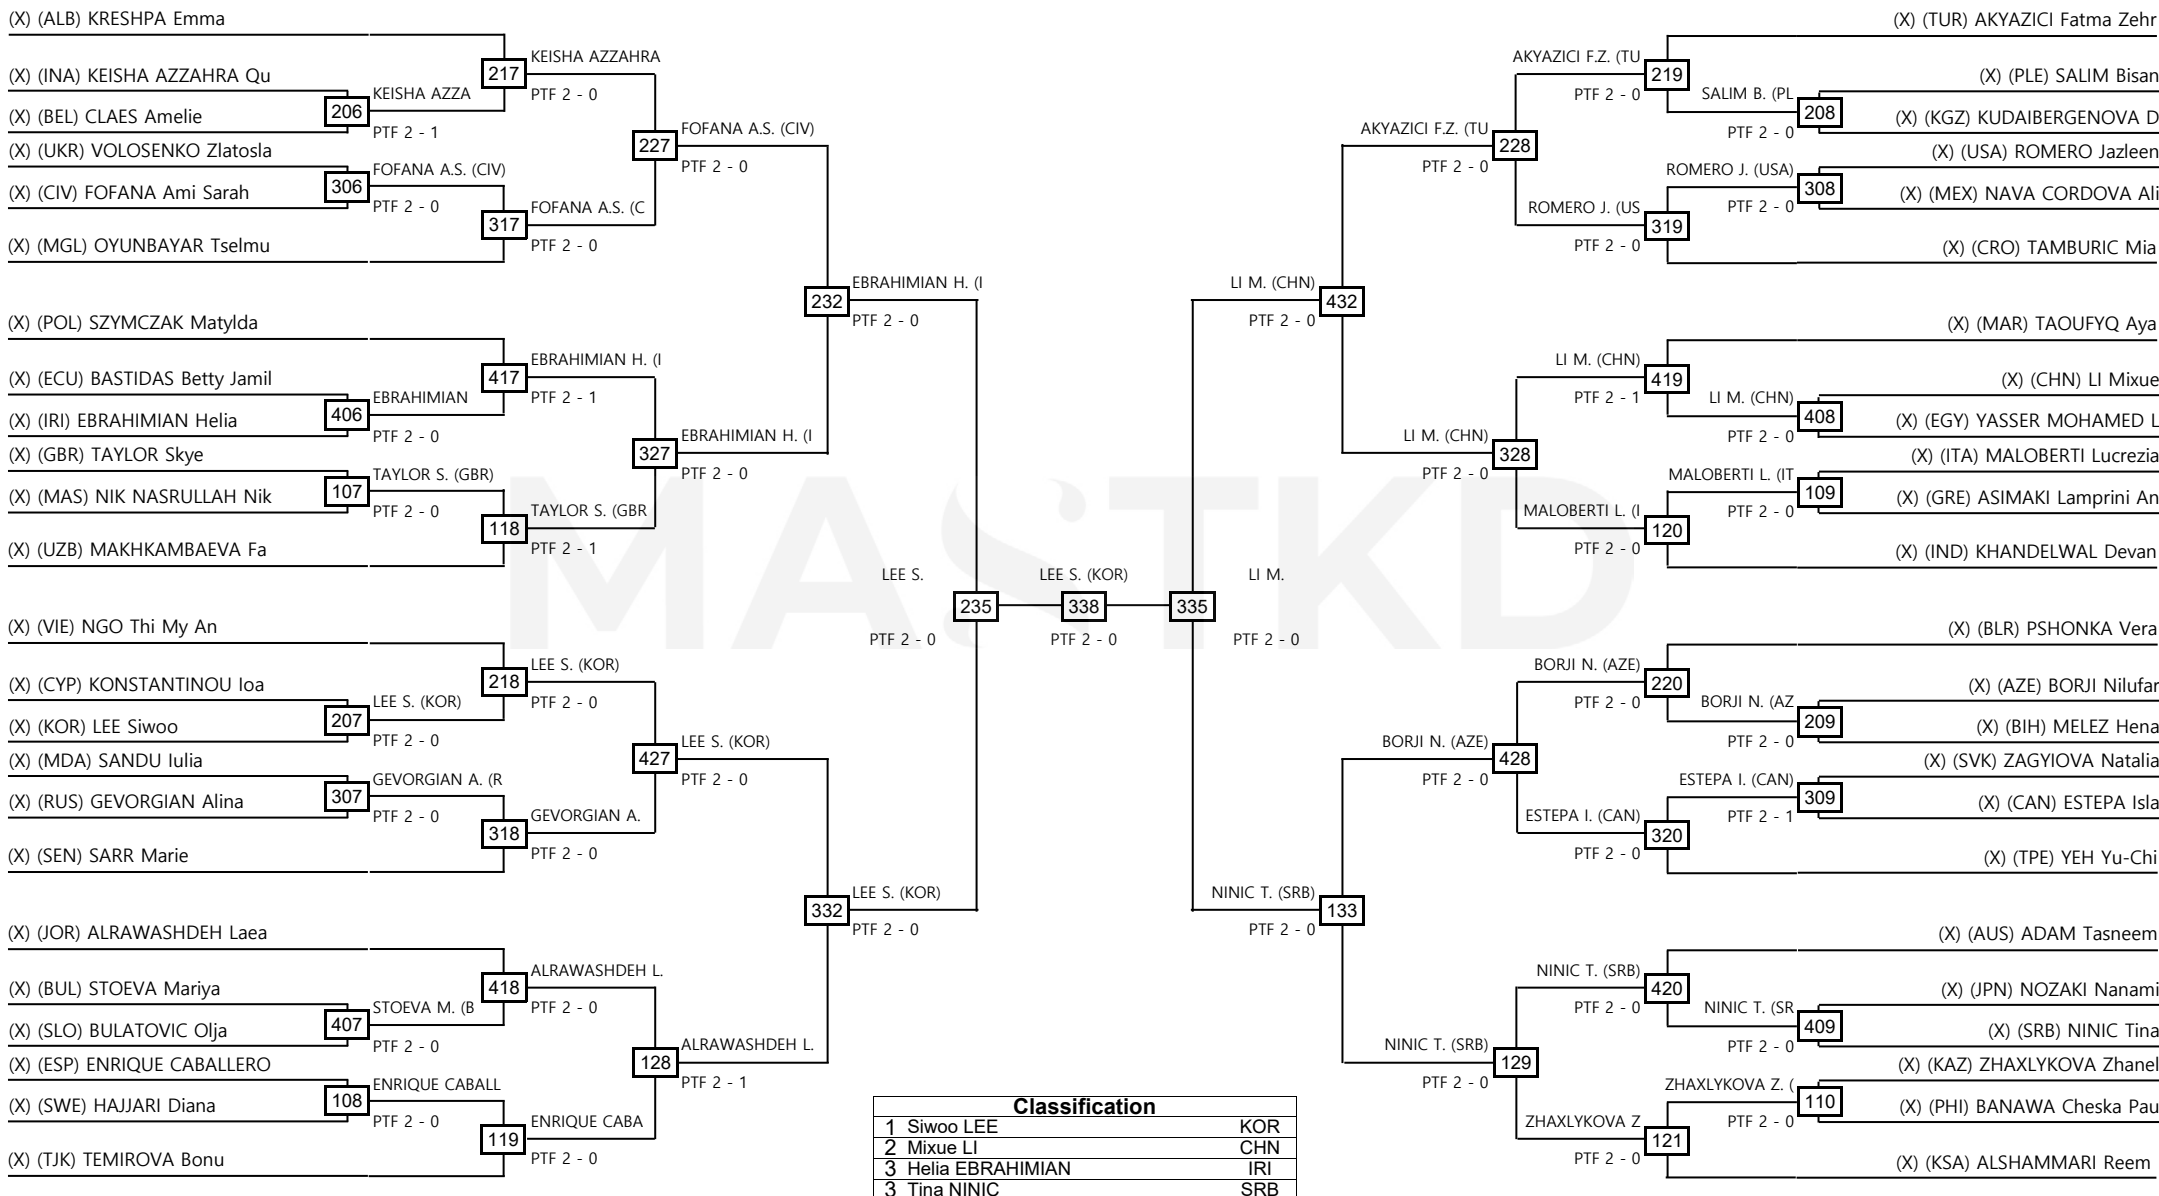 (X) (ALB) KRESHPA Emma
(X) (INA) KEISHA AZZAHRA Qu
(X) (BEL) CLAES Amelie
(X) (UKR) VOLOSENKO Zlatosla
(X) (CIV) FOFANA Ami Sarah
(X) (MGL) OYUNBAYAR Tselmu
(X) (POL) SZYMCZAK Matylda
(X) (ECU) BASTIDAS Betty Jamil
(X) (IRI) EBRAHIMIAN Helia
(X) (GBR) TAYLOR Skye
(X) (MAS) NIK NASRULLAH Nik
(X) (UZB) MAKHKAMBAEVA Fa
(X) (VIE) NGO Thi My An
(X) (CYP) KONSTANTINOU Ioa
(X) (KOR) LEE Siwoo
(X) (MDA) SANDU Iulia
(X) (RUS) GEVORGIAN Alina
(X) (SEN) SARR Marie
(X) (JOR) ALRAWASHDEH Laea
(X) (BUL) STOEVA Mariya
(X) (SLO) BULATOVIC Olja
(X) (ESP) ENRIQUE CABALLERO
(X) (SWE) HAJJARI Diana
(X) (TJK) TEMIROVA Bonu
206
KEISHA AZZA
PTF 2 - 1
306
FOFANA A.S. (CIV)
PTF 2 - 0
406
EBRAHIMIAN
PTF 2 - 0
107
TAYLOR S. (GBR)
PTF 2 - 0
207
LEE S. (KOR)
PTF 2 - 0
307
GEVORGIAN A. (R
PTF 2 - 0
407
STOEVA M. (B
PTF 2 - 0
108
ENRIQUE CABALL
PTF 2 - 0
217
KEISHA AZZAHRA
PTF 2 - 0
317
FOFANA A.S. (C
PTF 2 - 0
417
EBRAHIMIAN H. (I
PTF 2 - 1
118
TAYLOR S. (GBR
PTF 2 - 1
218
LEE S. (KOR)
PTF 2 - 0
318
GEVORGIAN A.
PTF 2 - 0
418
ALRAWASHDEH L.
PTF 2 - 0
119
ENRIQUE CABA
PTF 2 - 0
227
FOFANA A.S. (CIV)
PTF 2 - 0
327
EBRAHIMIAN H. (I
PTF 2 - 0
427
LEE S. (KOR)
PTF 2 - 0
128
ALRAWASHDEH L.
PTF 2 - 1
232
EBRAHIMIAN H. (I
PTF 2 - 0
332
LEE S. (KOR)
PTF 2 - 0
LEE S.
235
PTF 2 - 0
LEE S. (KOR)
338
PTF 2 - 0
LI M.
335
PTF 2 - 0
MASTKD
LI M. (CHN)
432
PTF 2 - 0
NINIC T. (SRB)
133
PTF 2 - 0
AKYAZICI F.Z. (TU
228
PTF 2 - 0
LI M. (CHN)
328
PTF 2 - 0
BORJI N. (AZE)
428
PTF 2 - 0
NINIC T. (SRB)
129
PTF 2 - 0
AKYAZICI F.Z. (TU
219
PTF 2 - 0
ROMERO J. (US
319
PTF 2 - 0
LI M. (CHN)
419
PTF 2 - 1
MALOBERTI L. (I
120
PTF 2 - 0
BORJI N. (AZE)
220
PTF 2 - 0
ESTEPA I. (CAN)
320
PTF 2 - 0
NINIC T. (SRB)
420
PTF 2 - 0
ZHAXLYKOVA Z
121
PTF 2 - 0
SALIM B. (PL
208
PTF 2 - 0
ROMERO J. (USA)
308
PTF 2 - 0
LI M. (CHN)
408
PTF 2 - 0
MALOBERTI L. (IT
109
PTF 2 - 0
BORJI N. (AZ
209
PTF 2 - 0
ESTEPA I. (CAN)
309
PTF 2 - 1
NINIC T. (SR
409
PTF 2 - 0
ZHAXLYKOVA Z. (
110
PTF 2 - 0
(X) (TUR) AKYAZICI Fatma Zehr
(X) (PLE) SALIM Bisan
(X) (KGZ) KUDAIBERGENOVA D
(X) (USA) ROMERO Jazleen
(X) (MEX) NAVA CORDOVA Ali
(X) (CRO) TAMBURIC Mia
(X) (MAR) TAOUFYQ Aya
(X) (CHN) LI Mixue
(X) (EGY) YASSER MOHAMED L
(X) (ITA) MALOBERTI Lucrezia
(X) (GRE) ASIMAKI Lamprini An
(X) (IND) KHANDELWAL Devan
(X) (BLR) PSHONKA Vera
(X) (AZE) BORJI Nilufar
(X) (BIH) MELEZ Hena
(X) (SVK) ZAGYIOVA Natalia
(X) (CAN) ESTEPA Isla
(X) (TPE) YEH Yu-Chi
(X) (AUS) ADAM Tasneem
(X) (JPN) NOZAKI Nanami
(X) (SRB) NINIC Tina
(X) (KAZ) ZHAXLYKOVA Zhanel
(X) (PHI) BANAWA Cheska Pau
(X) (KSA) ALSHAMMARI Reem
Classification
1 Siwoo LEE KOR
2 Mixue LI CHN
3 Helia EBRAHIMIAN IRI
3 Tina NINIC SRB